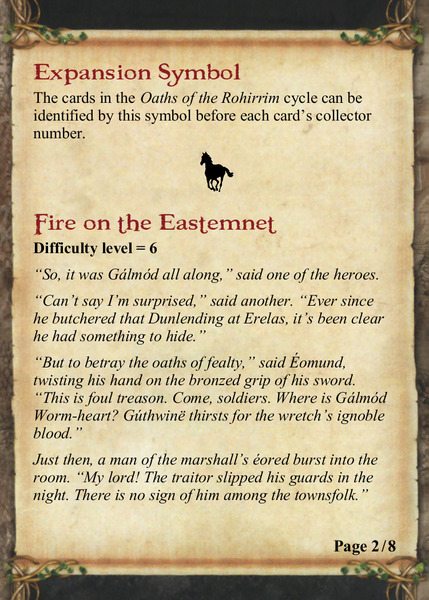 Expansion Symbol
The cards in the Oaths of the Rohirrim cycle can be
identified by this symbol before each card's collector
number.
Fire on the Eastemnet
Difficulty level = 6
“So, it was Gálmód all along,” said one of the heroes.
“Can't say I'm surprised,” said another. “Ever since
he butchered that Dunlending at Erelas, it's been clear
he had something to hide.”
“But to betray the oaths of fealty,” said Éomund,
twisting his hand on the bronzed grip of his sword.
“This is foul treason. Come, soldiers. Where is Gálmód
Worm-heart? Gúthwinë thirsts for the wretch's ignoble
blood.”
Just then, a man of the marshall's éored burst into the
room. “My lord! The traitor slipped his guards in the
night. There is no sign of him among the townsfolk.”
Page 2/8